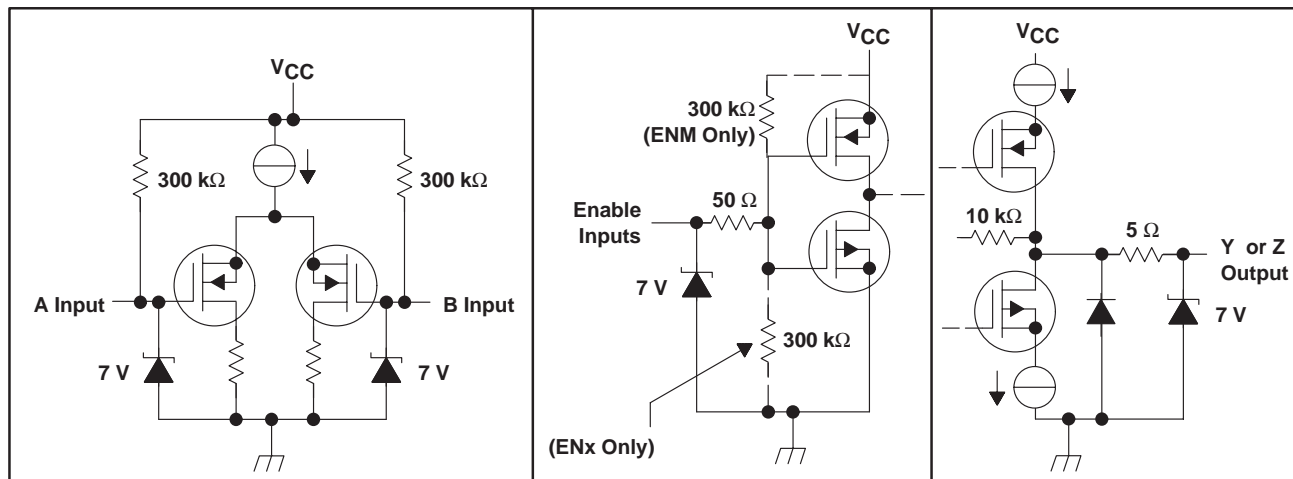 VCC
300 kΩ
300 kΩ
A Input
B Input
7 V
7 V
VCC
300 kΩ
(ENM Only)
50 Ω
Enable
Inputs
7 V
300 kΩ
(ENx Only)
VCC
10 kΩ
5 Ω
Y or Z
Output
7 V